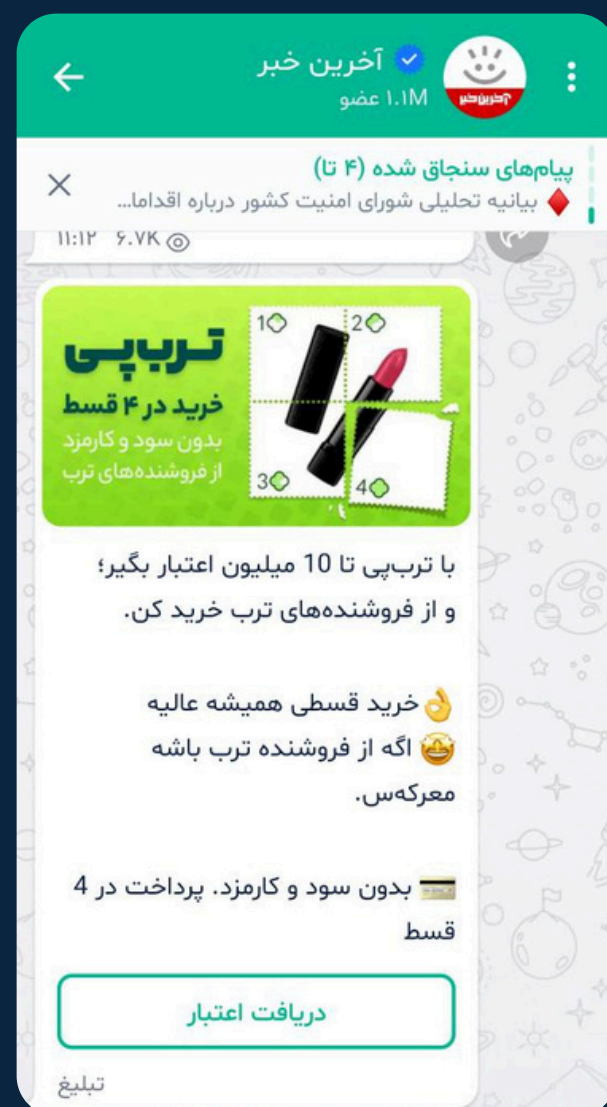 آخرین خبر
۱.۱M عضو
آخرین خبر
پیام‌های سنجاق شده (۴ تا)
بیانیه تحلیلی شورای امنیت کشور درباره اقداما...
۱۱:۱۲ ۶.۷K
ترب‌پی
خرید در ۴ قسط
بدون سود و کارمزد
از فروشنده‌های ترب
1 2
3 4
با ترب‌پی تا 10 میلیون اعتبار بگیر؛
و از فروشنده‌های ترب خرید کن.
👌 خرید قسطی همیشه عالیه
🤩 اگه از فروشنده ترب باشه
معرکه‌س.
💳 بدون سود و کارمزد. پرداخت در 4
قسط
دریافت اعتبار
تبلیغ